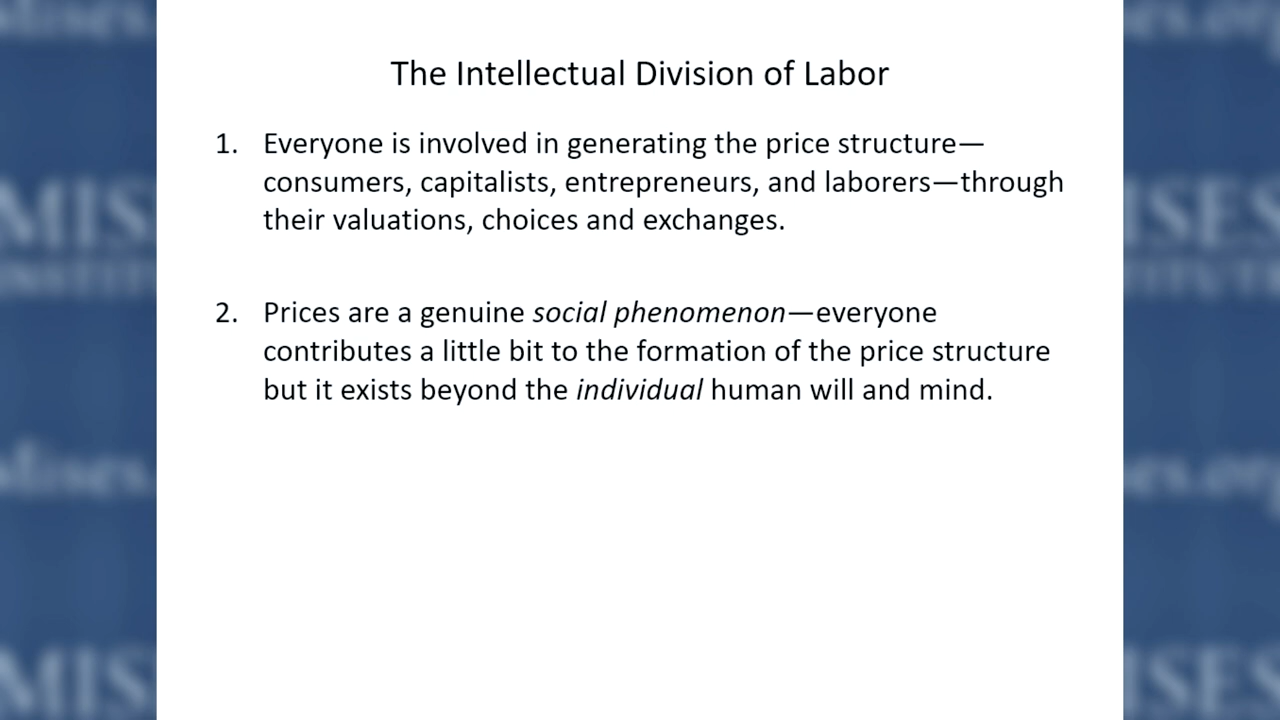 The Intellectual Division of Labor
1. Everyone is involved in generating the price structure—
consumers, capitalists, entrepreneurs, and laborers—through
their valuations, choices and exchanges.
2. Prices are a genuine social phenomenon—everyone
contributes a little bit to the formation of the price structure
but it exists beyond the individual human will and mind.